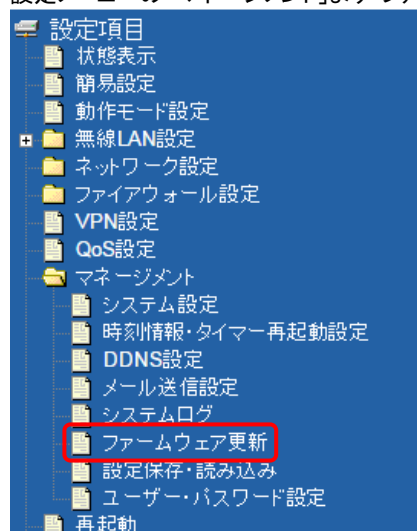 設定項目
状態表示
簡易設定
動作モード設定
無線LAN設定
ネットワーク設定
ファイアウォール設定
VPN設定
QoS設定
マネージメント
システム設定
時刻情報・タイマー再起動設定
DDNS設定
メール送信設定
システムログ
ファームウェア更新
設定保存・読み込み
ユーザー・パスワード設定
再起動